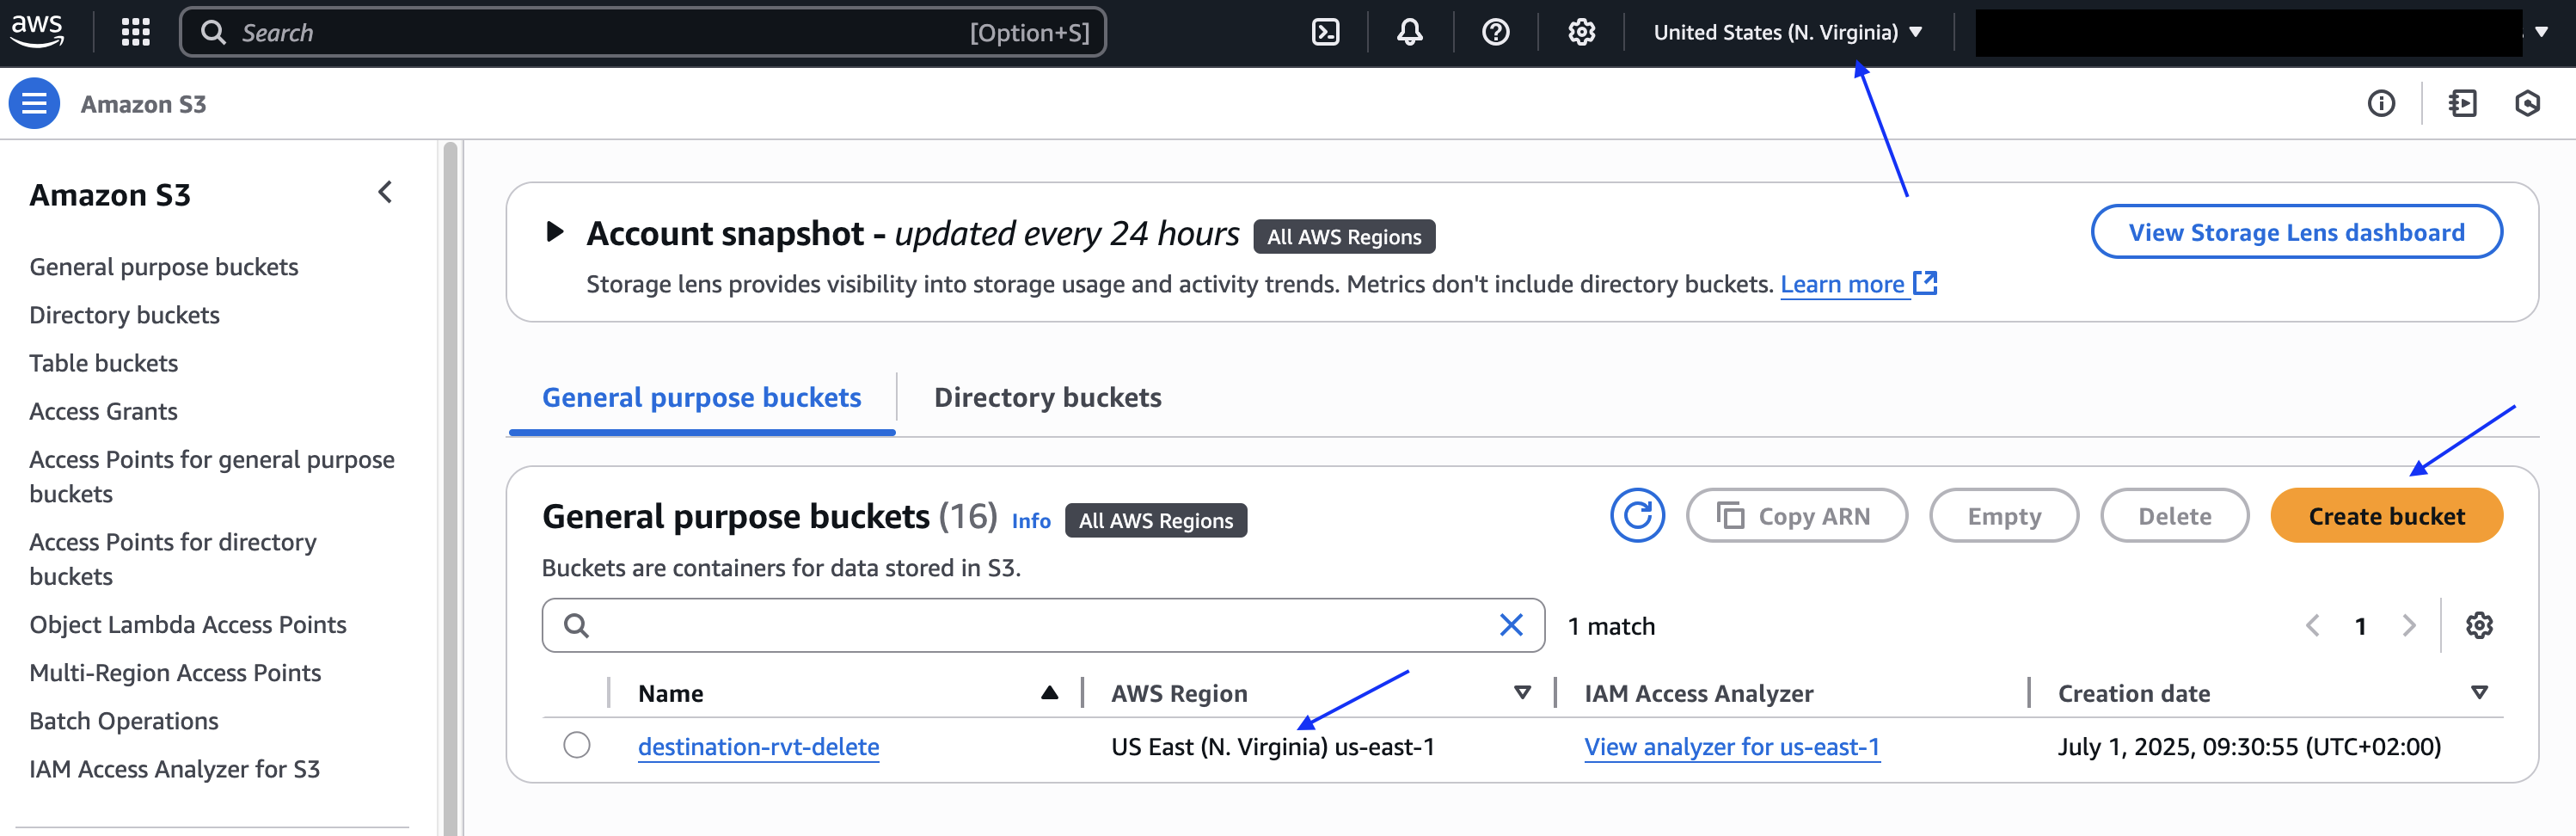 aws
Search [Option+S] United States (N. Virginia)
Amazon S3
Amazon S3
General purpose buckets
Directory buckets
Table buckets
Access Grants
Access Points for general purpose
buckets
Access Points for directory
buckets
Object Lambda Access Points
Multi-Region Access Points
Batch Operations
IAM Access Analyzer for S3
Account snapshot - updated every 24 hours All AWS Regions
View Storage Lens dashboard
Storage lens provides visibility into storage usage and activity trends. Metrics don't include directory buckets. Learn more
General purpose buckets Directory buckets
General purpose buckets (16) Info All AWS Regions
Copy ARN Empty Delete Create bucket
Buckets are containers for data stored in S3.
1 match
1
Name AWS Region IAM Access Analyzer Creation date
destination-rvt-delete US East (N. Virginia) us-east-1 View analyzer for us-east-1 July 1, 2025, 09:30:55 (UTC+02:00)